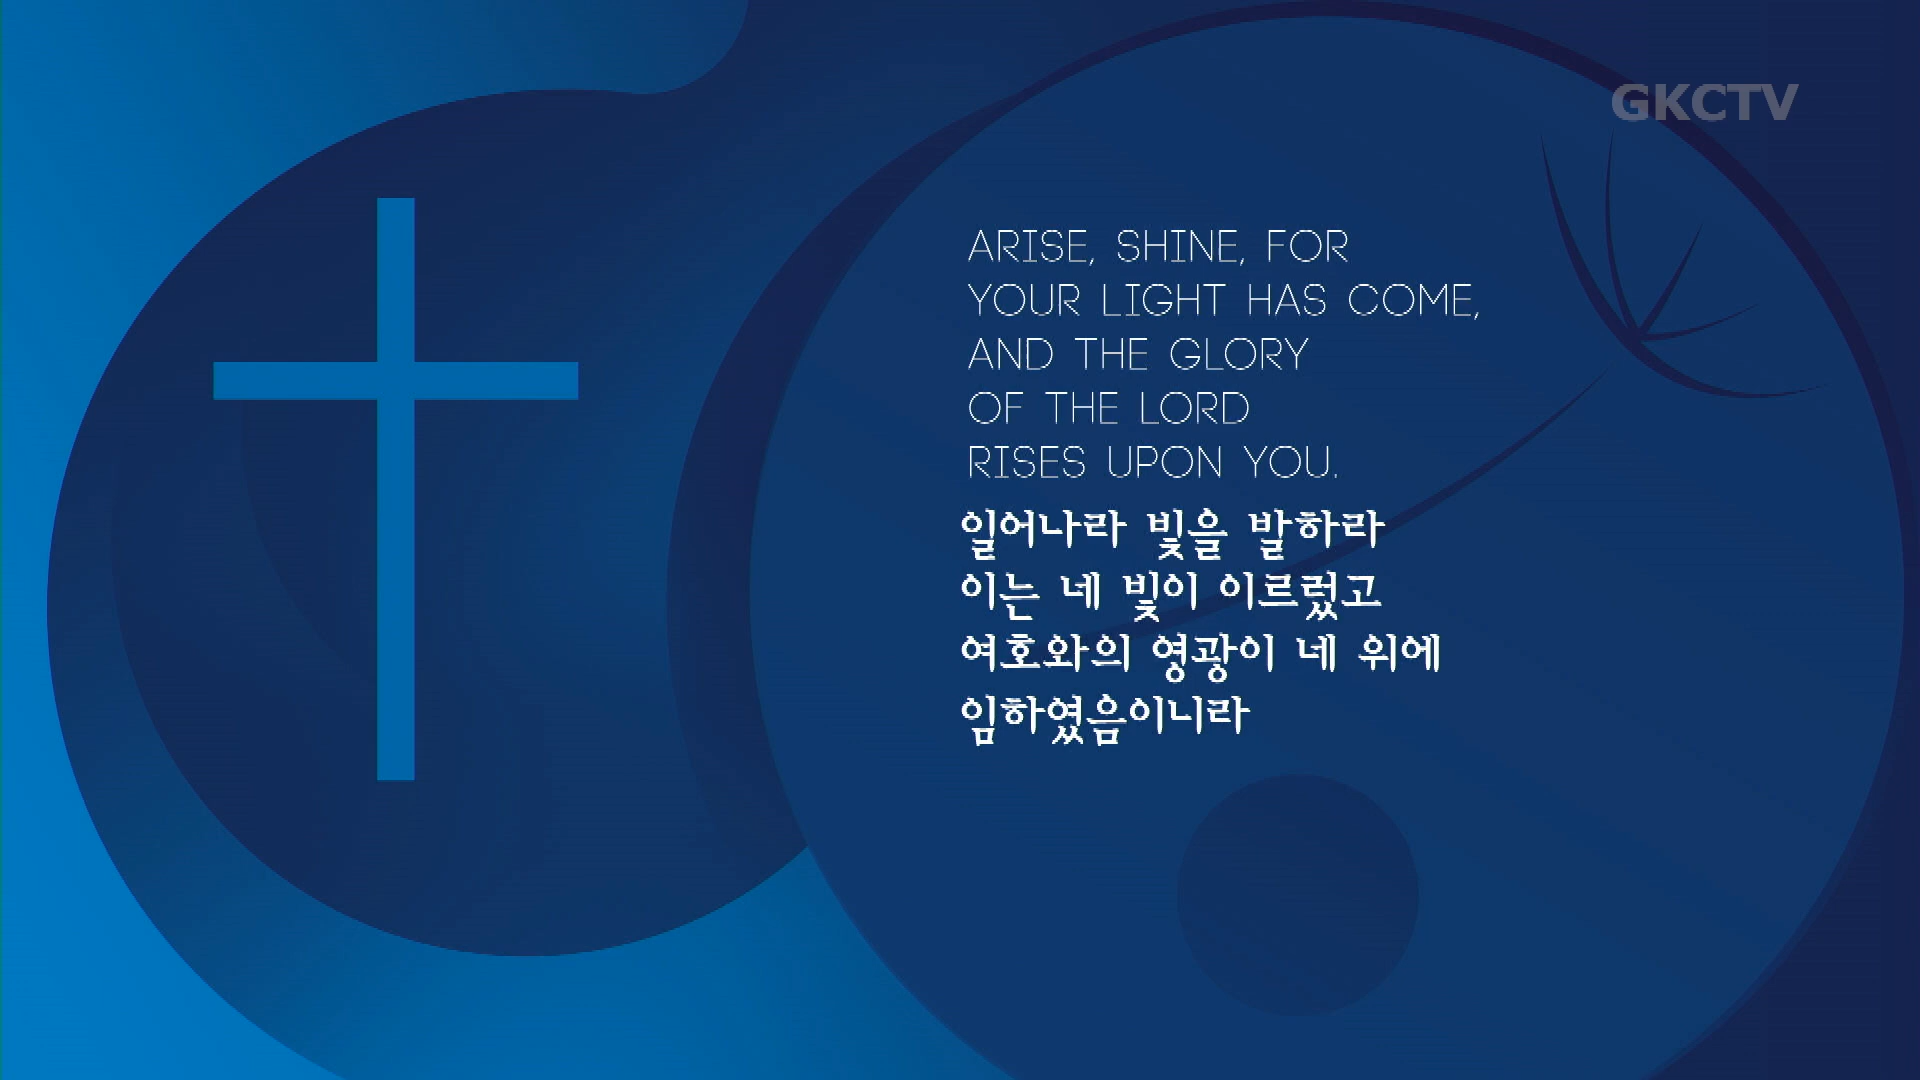 GKCTV
ARISE, SHINE, FOR
YOUR LIGHT HAS COME,
AND THE GLORY
OF THE LORD
RISES UPON YOU.
일어나라 빛을 발하라
이는 네 빛이 이르렀고
여호와의 영광이 네 위에
임하였음이니라